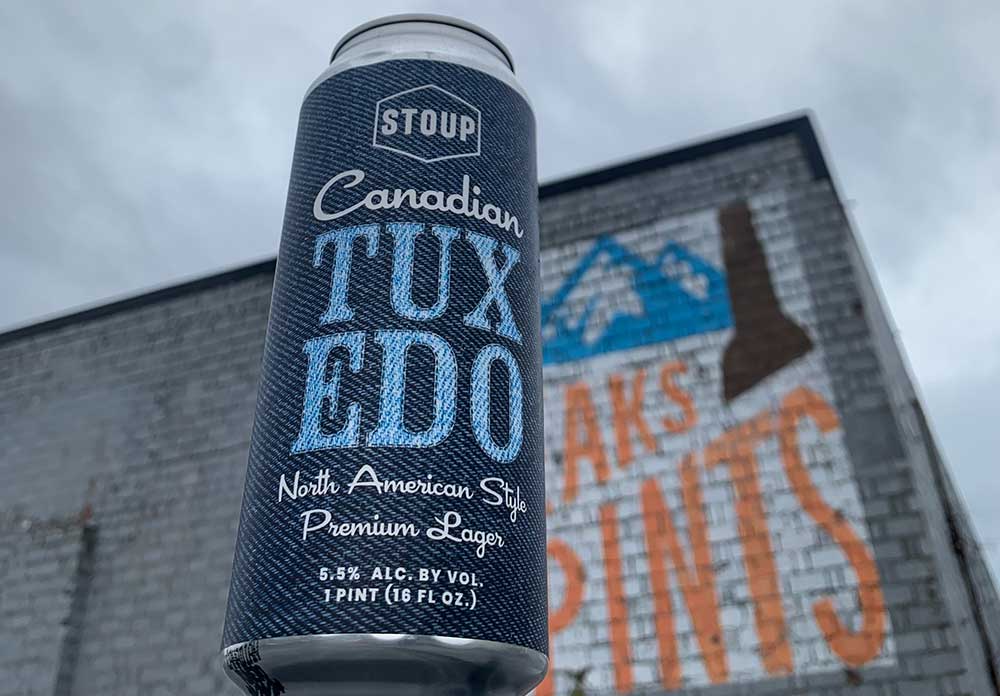 STOUP
Canadian
TUX
EDO
North American Style
Premium Lager
5.5% ALC. BY VOL.
1 PINT (16 FL OZ.)
AKS
PINTS